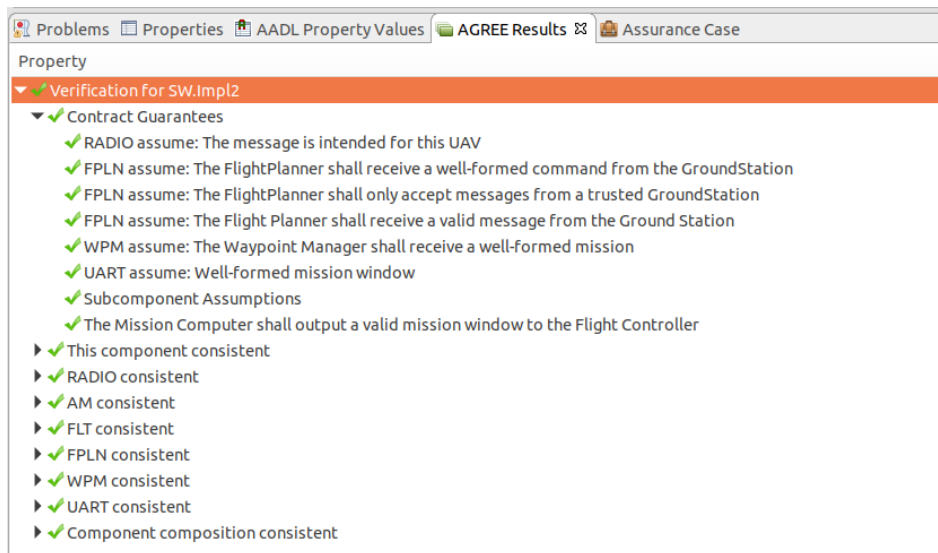 Problems Properties AADL Property Values AGREE Results Assurance Case
Property
Verification for SW.Impl2
Contract Guarantees
RADIO assume: The message is intended for this UAV
FPLN assume: The FlightPlanner shall receive a well-formed command from the GroundStation
FPLN assume: The FlightPlanner shall only accept messages from a trusted GroundStation
FPLN assume: The Flight Planner shall receive a valid message from the Ground Station
WPM assume: The Waypoint Manager shall receive a well-formed mission
UART assume: Well-formed mission window
Subcomponent Assumptions
The Mission Computer shall output a valid mission window to the Flight Controller
This component consistent
RADIO consistent
AM consistent
FLT consistent
FPLN consistent
WPM consistent
UART consistent
Component composition consistent